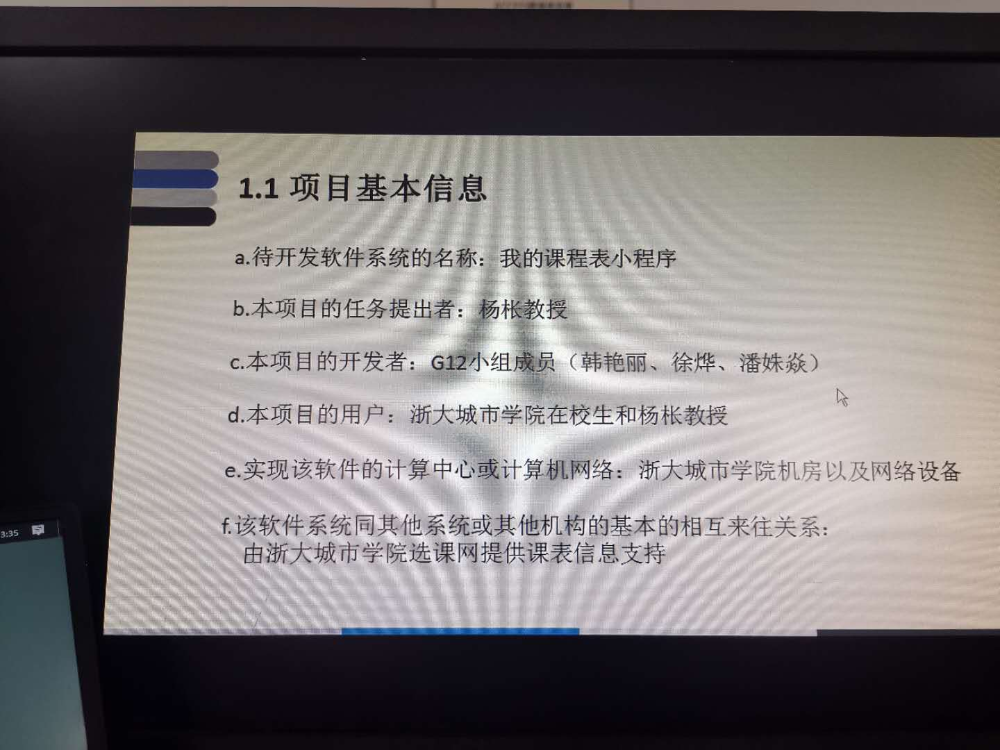 1.1 项目基本信息
a.待开发软件系统的名称：我的课程表小程序
b.本项目的任务提出者：杨枨教授
c.本项目的开发者：G12小组成员（韩艳丽、徐烨、潘姝焱）
d.本项目的用户：浙大城市学院在校生和杨枨教授
e.实现该软件的计算中心或计算机网络：浙大城市学院机房以及网络设备
f.该软件系统同其他系统或其他机构的基本的相互来往关系：
由浙大城市学院选课网提供课表信息支持
3:35